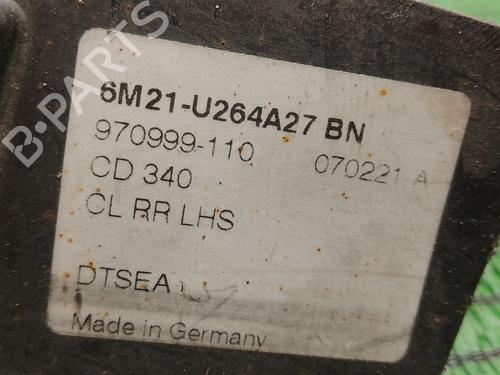 B-PARTS
6M21-U264A27 BN
970999-110 070221 A
CD 340
CL RR LHS
DTSEA
Made in Germany